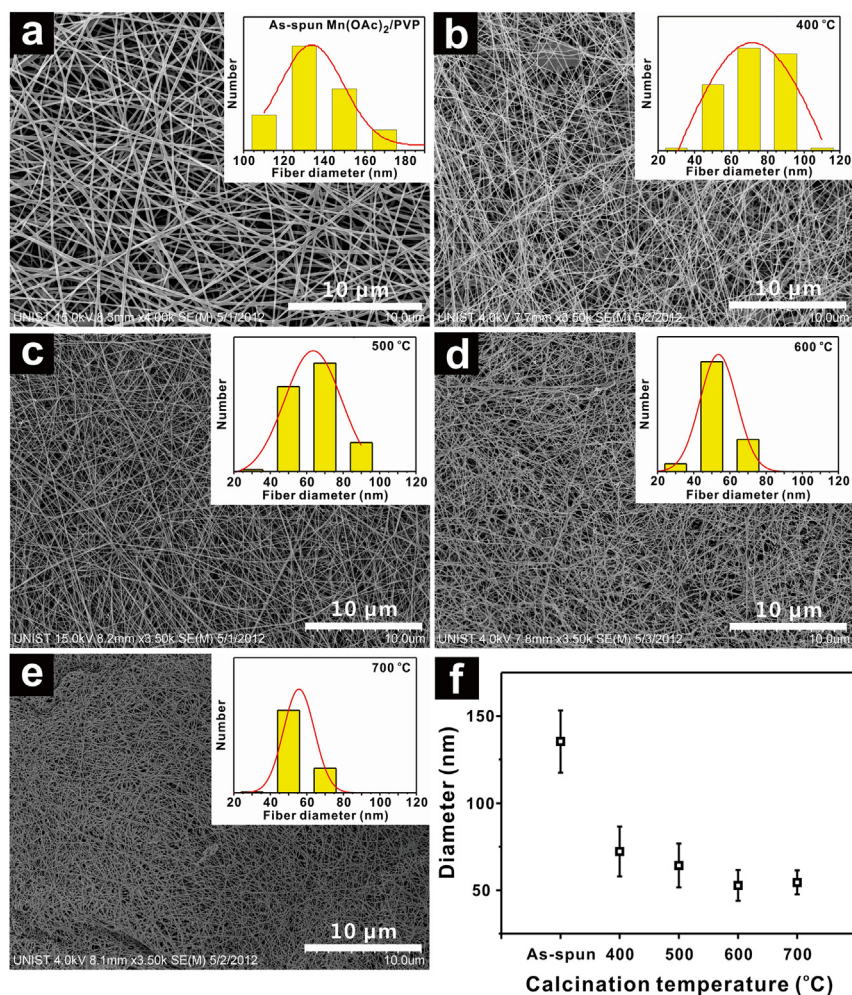 a
As-spun Mn(OAc)₂/PVP
Number
100 120 140 160 180
Fiber diameter (nm)
10 µm
UNIST 15.0kV 8.3mm x4.00k SE(M) 5/1/2012 10.0um
b
400 °C
Number
20 40 60 80 100 120
Fiber diameter (nm)
10 µm
UNIST 4.0kV 7.7mm x3.50k SE(M) 5/2/2012 10.0um
c
500 °C
Number
20 40 60 80 100 120
Fiber diameter (nm)
10 µm
UNIST 15.0kV 8.2mm x3.50k SE(M) 5/1/2012 10.0um
d
600 °C
Number
20 40 60 80 100 120
Fiber diameter (nm)
10 µm
UNIST 4.0kV 7.8mm x3.50k SE(M) 5/3/2012 10.0um
e
700 °C
Number
20 40 60 80 100 120
Fiber diameter (nm)
10 µm
UNIST 4.0kV 8.1mm x3.50k SE(M) 5/2/2012 10.0um
f
Diameter (nm)
150
100
50
As-spun 400 500 600 700
Calcination temperature (°C)